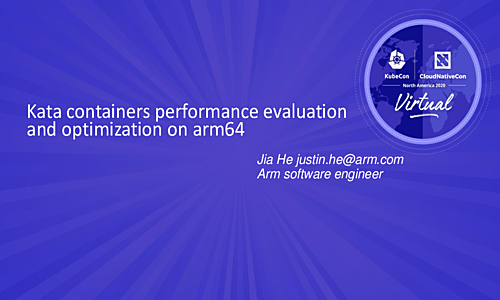 KubeCon
CloudNativeCon
North America 2020
Virtual
Kata containers performance evaluation
and optimization on arm64
Jia He justin.he@arm.com
Arm software engineer